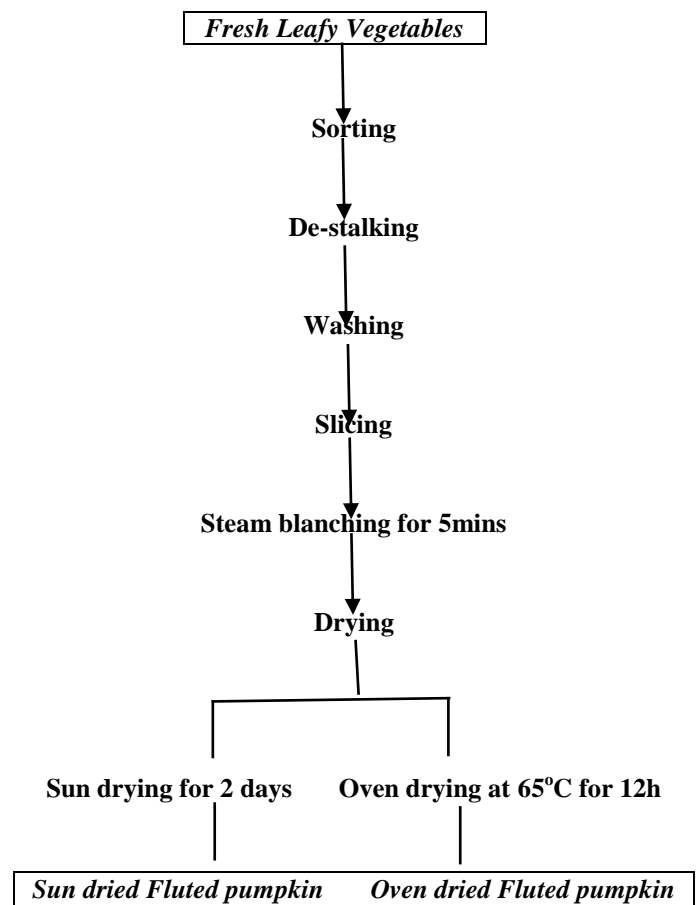 Fresh Leafy Vegetables
Sorting
De-stalking
Washing
Slicing
Steam blanching for 5mins
Drying
Sun drying for 2 days Oven drying at 65°C for 12h
Sun dried Fluted pumpkin Oven dried Fluted pumpkin